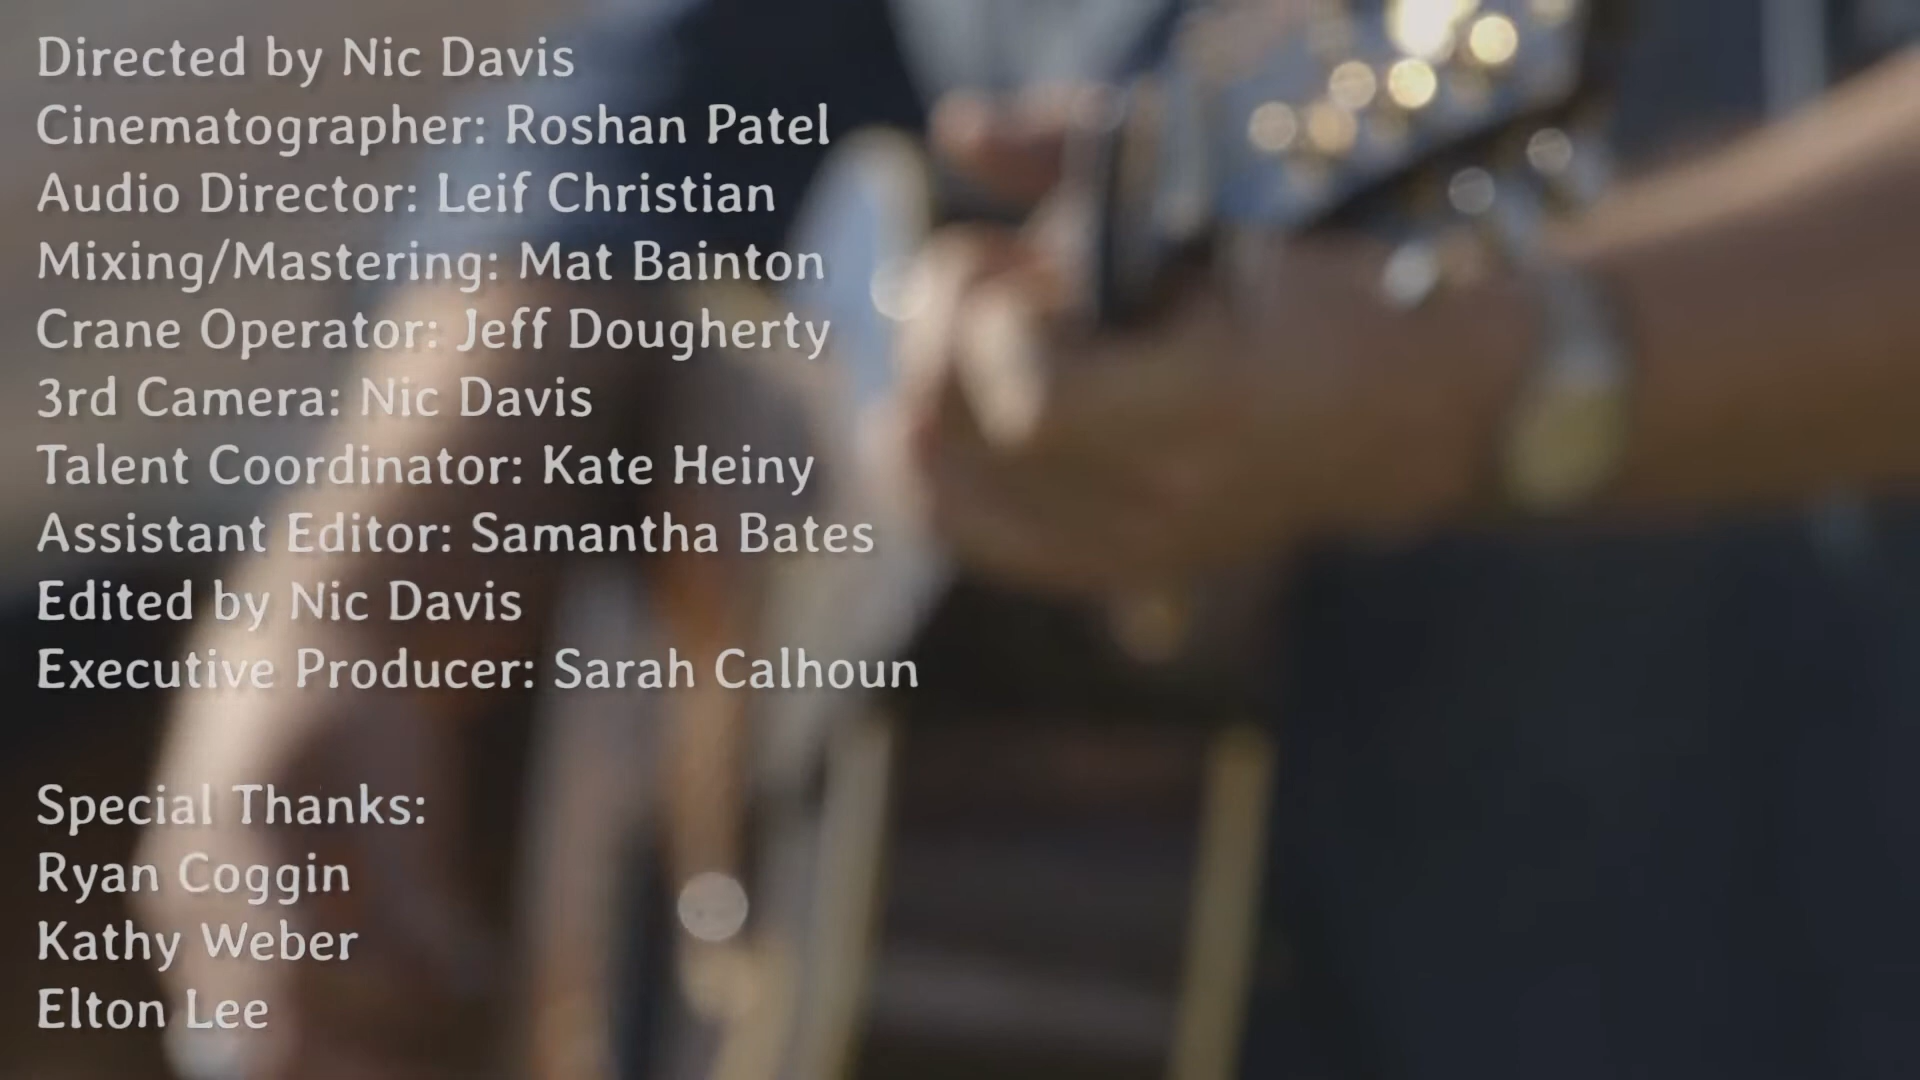 Directed by Nic Davis
Cinematographer: Roshan Patel
Audio Director: Leif Christian
Mixing/Mastering: Mat Bainton
Crane Operator: Jeff Dougherty
3rd Camera: Nic Davis
Talent Coordinator: Kate Heiny
Assistant Editor: Samantha Bates
Edited by Nic Davis
Executive Producer: Sarah Calhoun
Special Thanks:
Ryan Coggin
Kathy Weber
Elton Lee